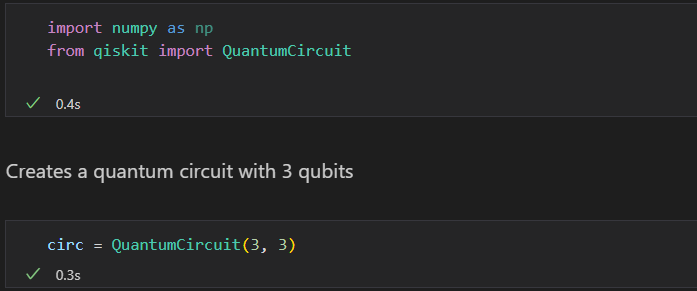 import numpy as np
from qiskit import QuantumCircuit
0.4s
Creates a quantum circuit with 3 qubits
circ = QuantumCircuit(3, 3)
0.3s